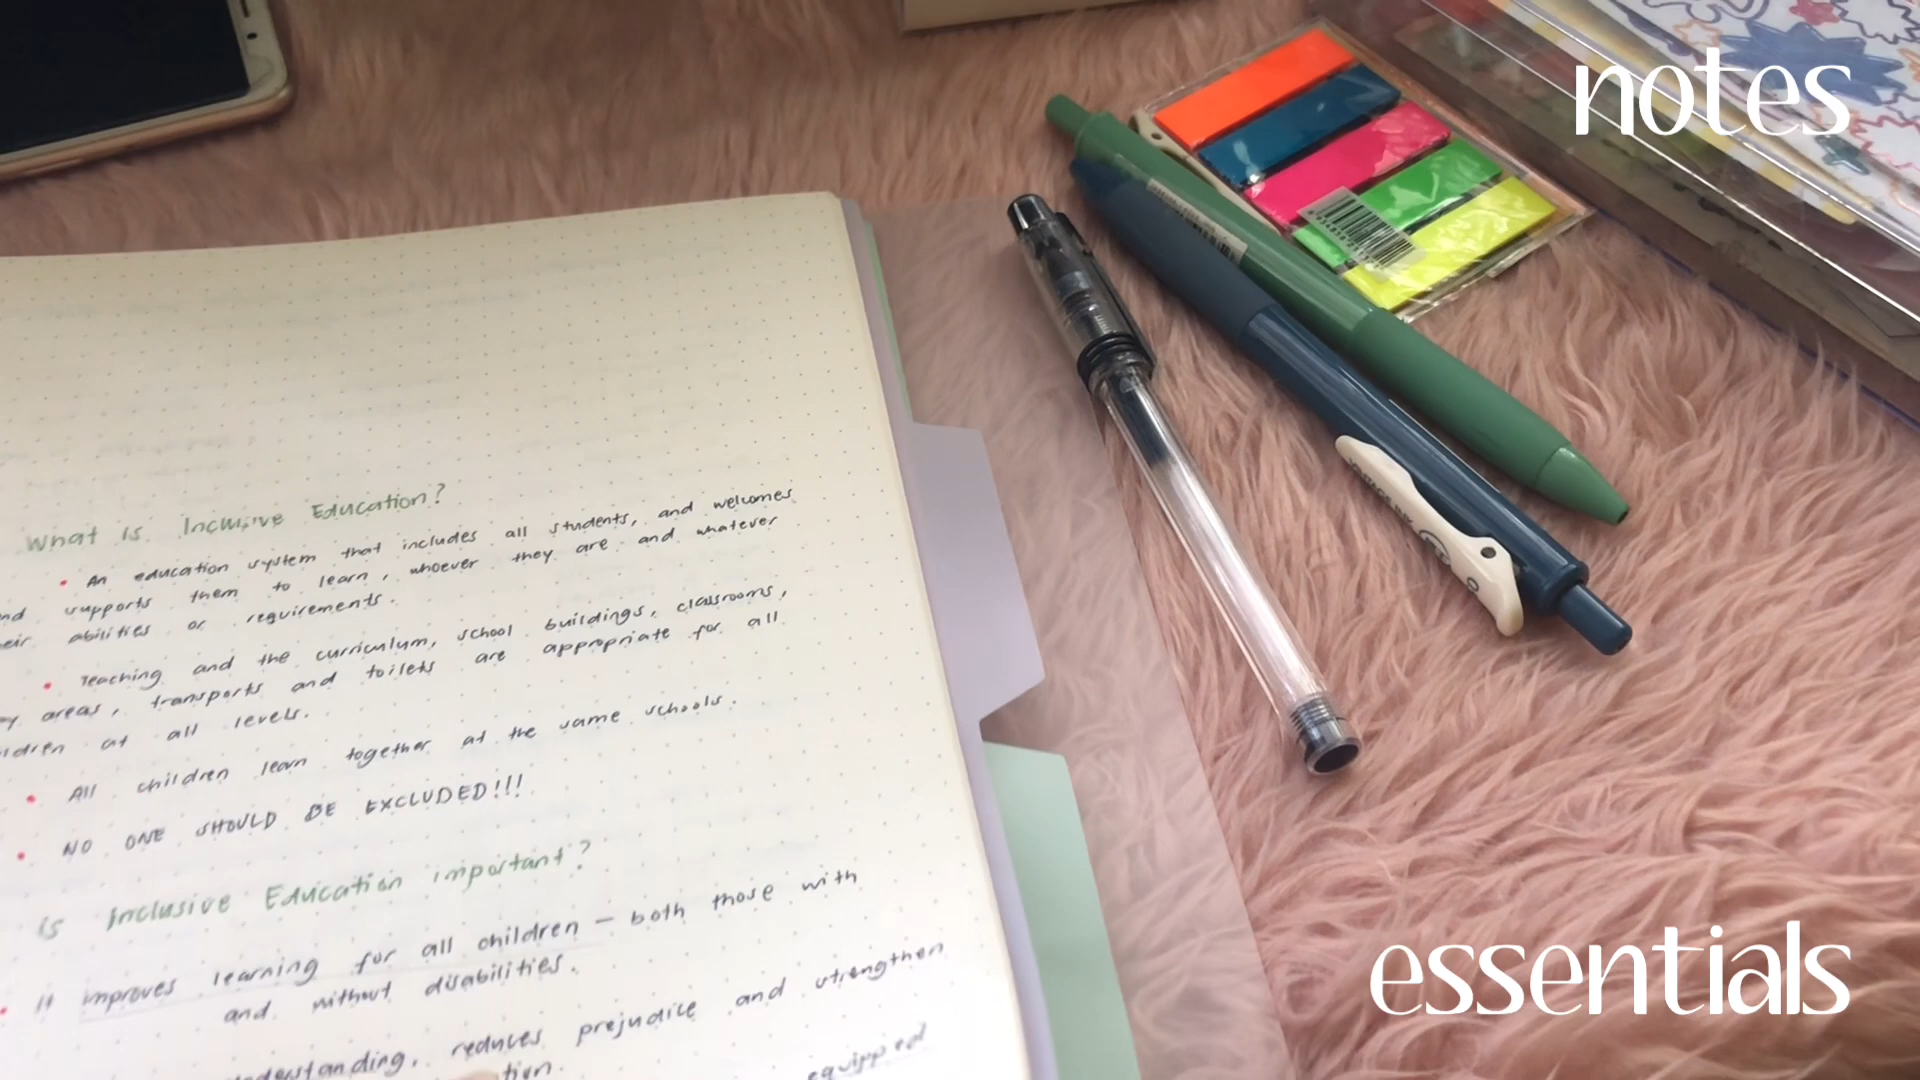 notes
What is Inclusive Education?
• An education system that includes all students, and welcomes
and supports them to learn, whoever they are and whatever
their abilities or requirements.
• Teaching and the curriculum, school buildings, classrooms,
areas, transports and toilets are appropriate for all
children at all levels.
• All children learn together at the same schools.
• NO ONE SHOULD BE EXCLUDED!!!
is Inclusive Education important?
• It improves learning for all children – both those with
and without disabilities.
understanding, reduces prejudice and strengthen
equipped
essentials